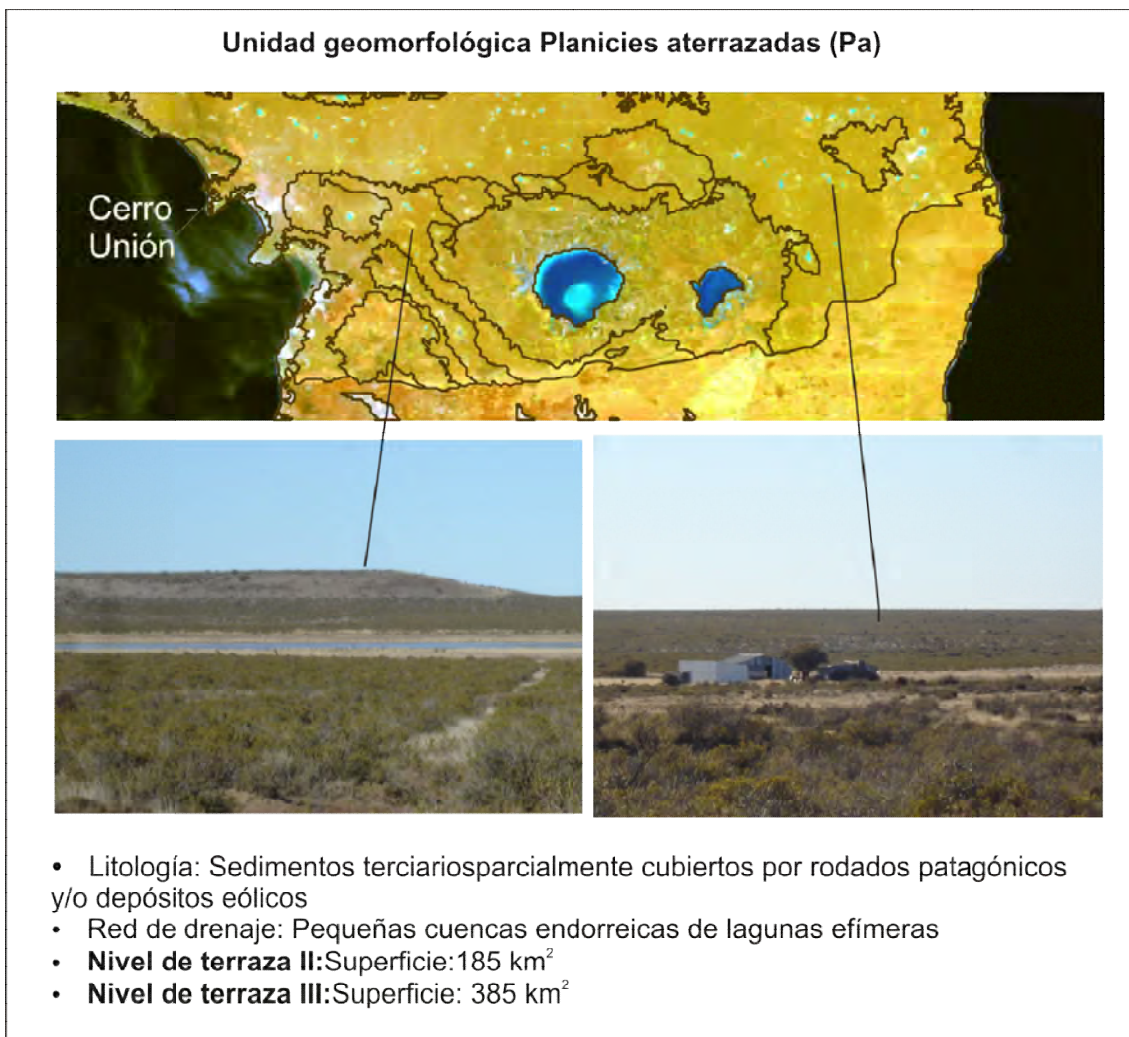 Unidad geomorfológica Planicies aterrazadas (Pa)
Cerro
Unión
• Litología: Sedimentos terciariosparcialmente cubiertos por rodados patagónicos
y/o depósitos eólicos
• Red de drenaje: Pequeñas cuencas endorreicas de lagunas efímeras
• Nivel de terraza II:Superficie:185 km²
• Nivel de terraza III:Superficie: 385 km²